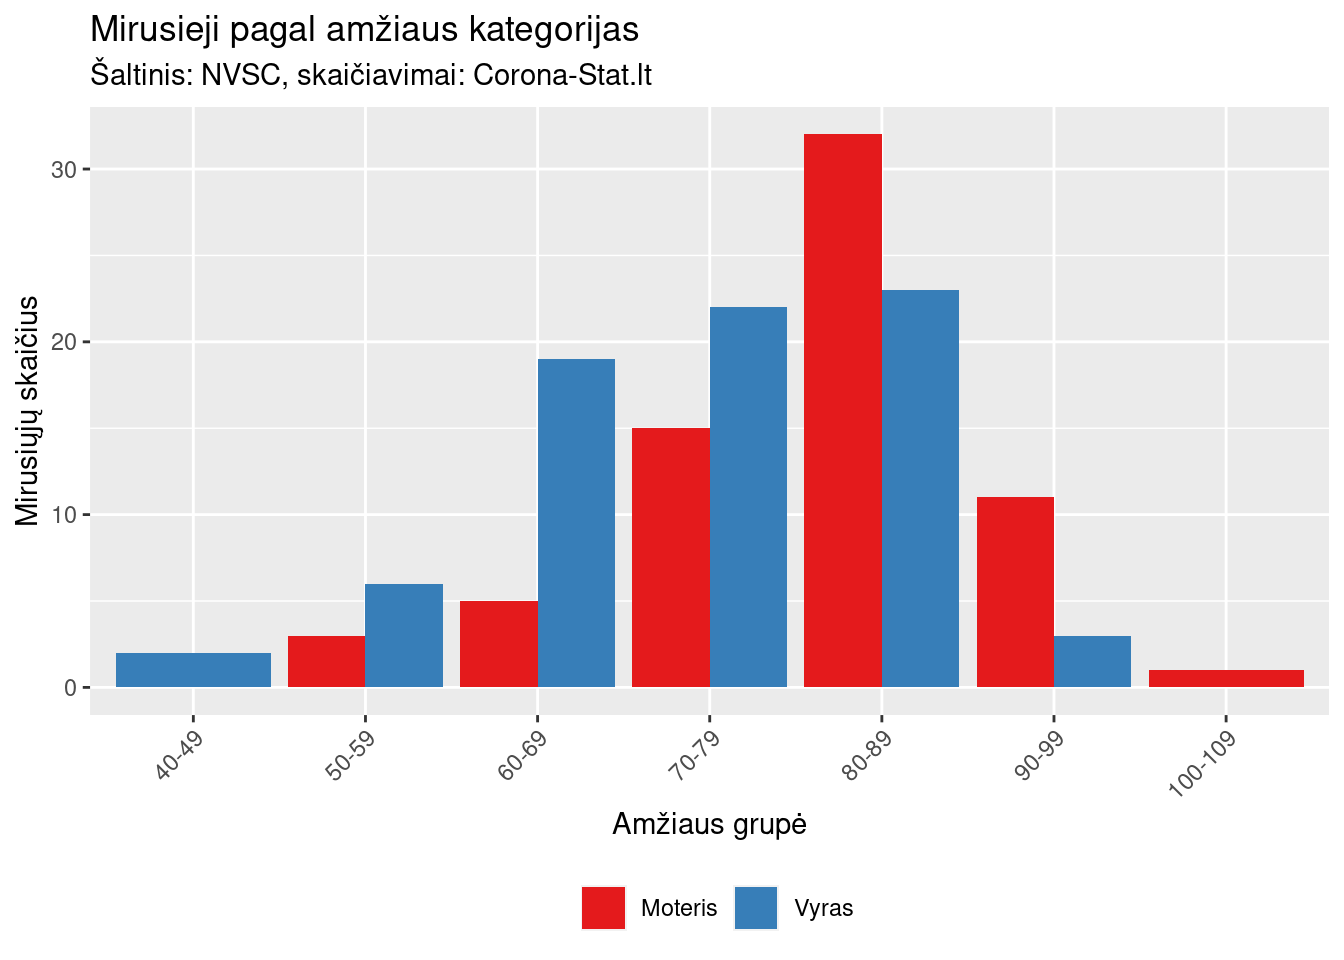 Mirusieji pagal amžiaus kategorijas
Šaltinis: NVSC, skaičiavimai: Corona-Stat.lt
Mirusiųjų skaičius
30
20
10
0
40-49
50-59
60-69
70-79
80-89
90-99
100-109
Amžiaus grupė
Moteris
Vyras